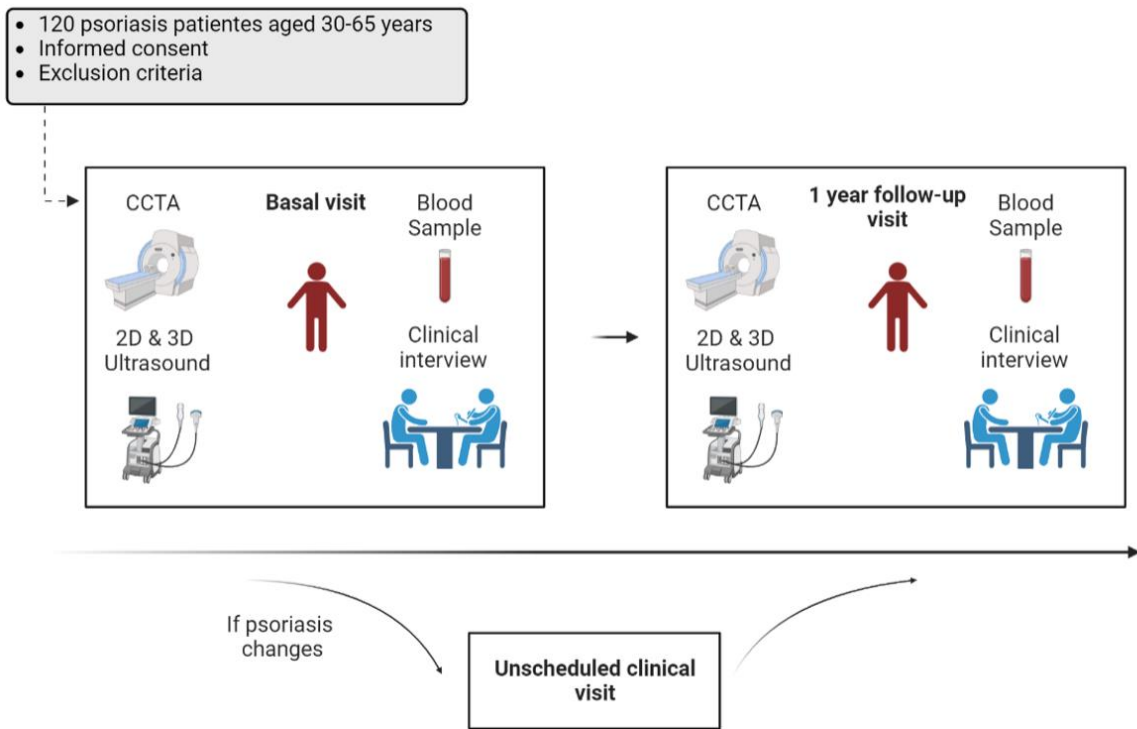 • 120 psoriasis patientes aged 30-65 years
• Informed consent
• Exclusion criteria
CCTA
Basal visit
Blood
Sample
2D & 3D
Ultrasound
Clinical
interview
CCTA
1 year follow-up
visit
Blood
Sample
2D & 3D
Ultrasound
Clinical
interview
If psoriasis
changes
Unscheduled clinical
visit